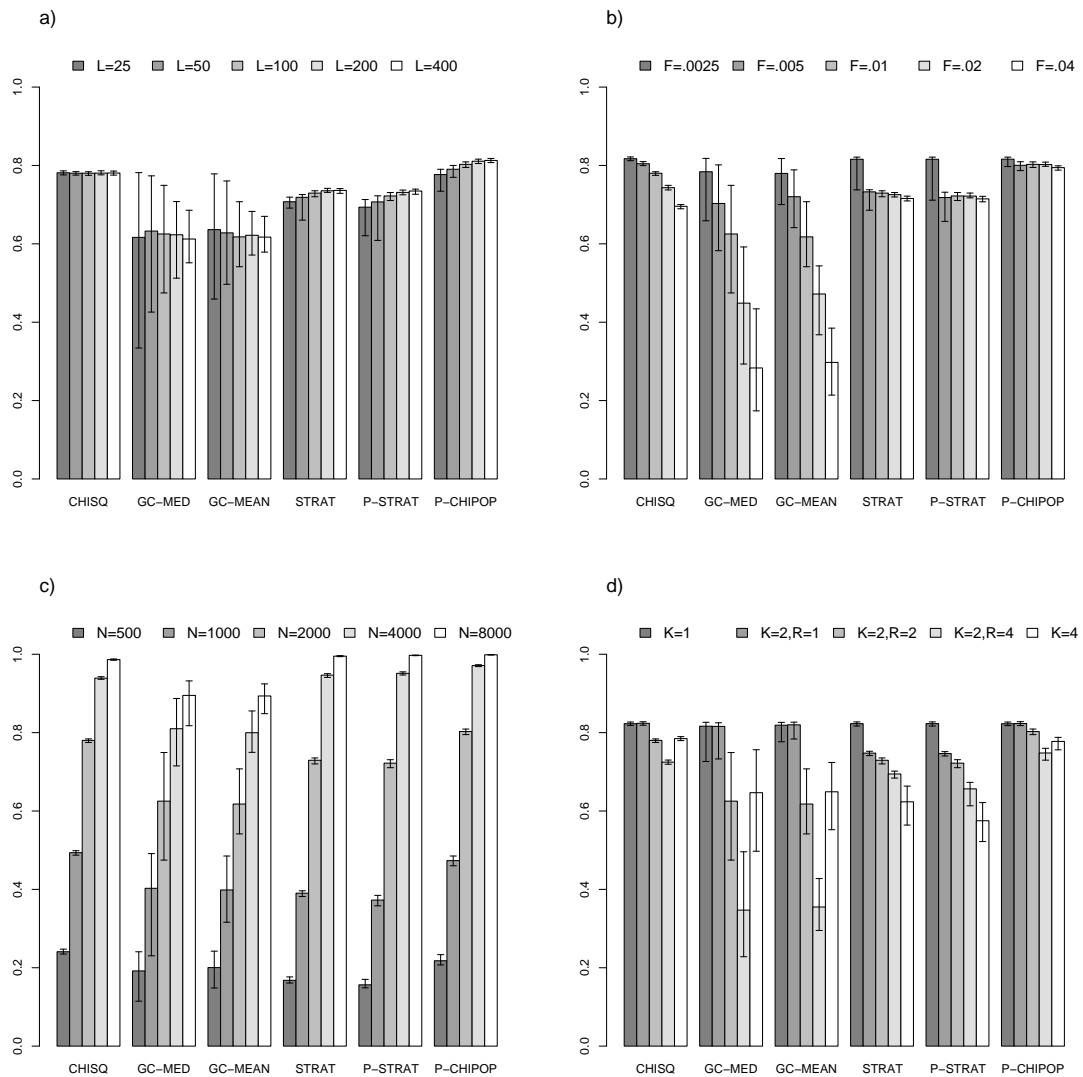 a)
L=25 L=50 L=100 L=200 L=400
1.0
0.8
0.6
0.4
0.2
0.0
CHISQ GC−MED GC−MEAN STRAT P−STRAT P−CHIPOP
b)
F=.0025 F=.005 F=.01 F=.02 F=.04
1.0
0.8
0.6
0.4
0.2
0.0
CHISQ GC−MED GC−MEAN STRAT P−STRAT P−CHIPOP
c)
N=500 N=1000 N=2000 N=4000 N=8000
1.0
0.8
0.6
0.4
0.2
0.0
CHISQ GC−MED GC−MEAN STRAT P−STRAT P−CHIPOP
d)
K=1 K=2,R=1 K=2,R=2 K=2,R=4 K=4
1.0
0.8
0.6
0.4
0.2
0.0
CHISQ GC−MED GC−MEAN STRAT P−STRAT P−CHIPOP